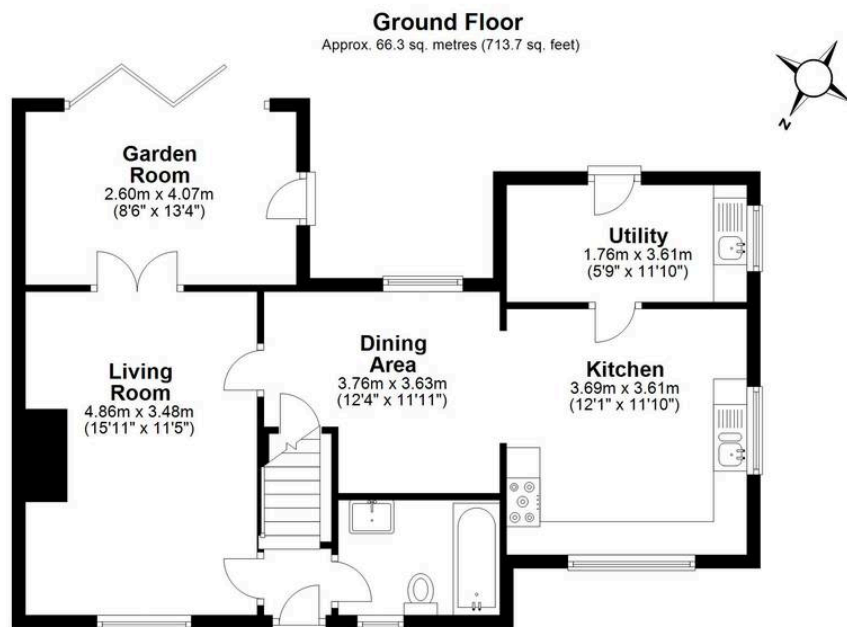 Ground Floor
Approx. 66.3 sq. metres (713.7 sq. feet)
N
Garden
Room
2.60m x 4.07m
(8'6" x 13'4")
Utility
1.76m x 3.61m
(5'9" x 11'10")
Living
Room
4.86m x 3.48m
(15'11" x 11'5")
Dining
Area
3.76m x 3.63m
(12'4" x 11'11")
Kitchen
3.69m x 3.61m
(12'1" x 11'10")